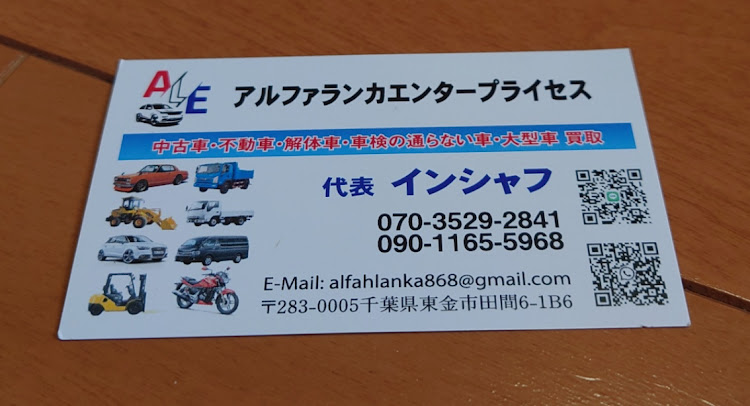 ALE アルファランカエンタープライセス
中古車・不動車・解体車・車検の通らない車・大型車 買取
代表 インシャフ
070-3529-2841
090-1165-5968
E-Mail: alfahlanka868@gmail.com
〒283-0005千葉県東金市田間6-1B6